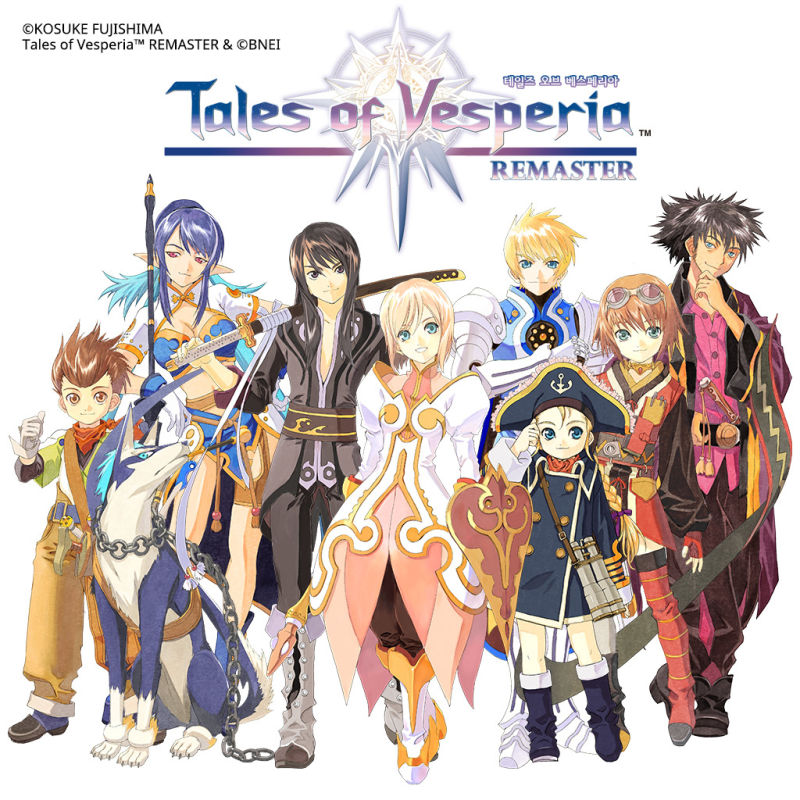 ©KOSUKE FUJISHIMA
Tales of Vesperia™ REMASTER & ©BNEI
테일즈 오브 베스페리아
Tales of Vesperia™
REMASTER